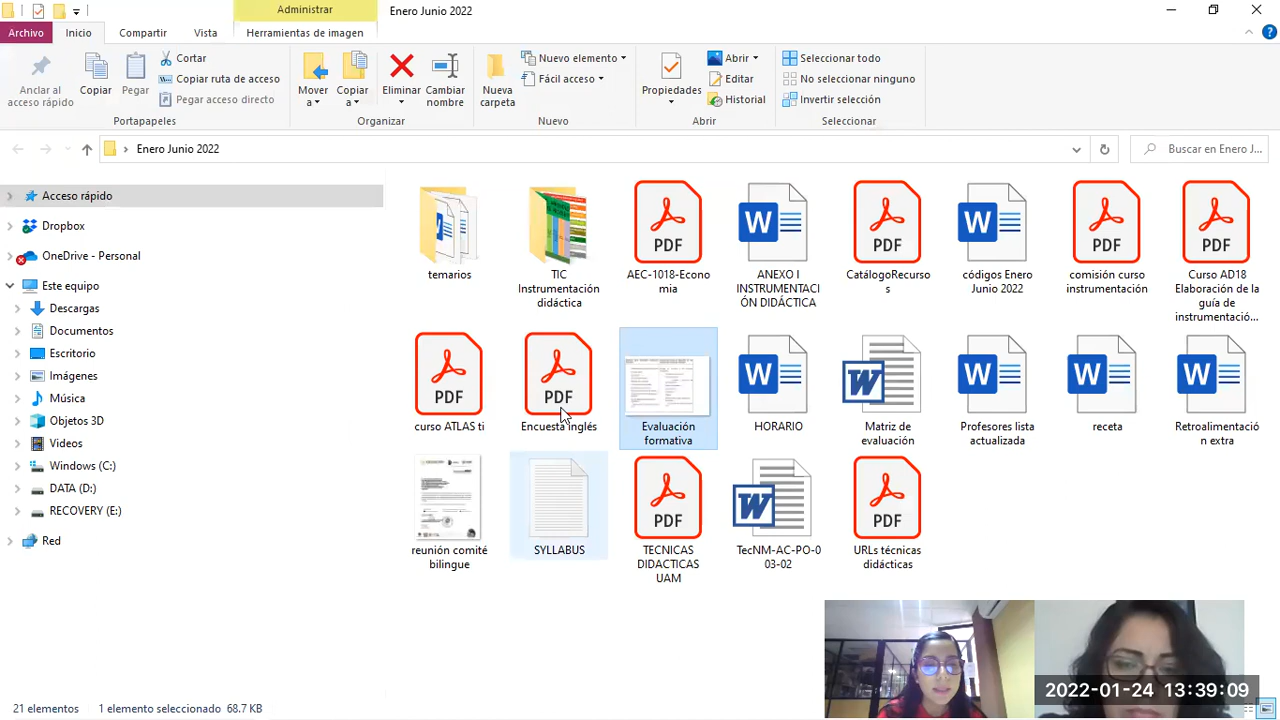 Administrar
Enero Junio 2022
Archivo
Inicio
Compartir
Vista
Herramientas de imagen
Anclar al
acceso rápido
Copiar
Pegar
Cortar
Copiar ruta de acceso
Pegar acceso directo
Portapapeles
Mover
a
Copiar
a
Eliminar
Cambiar
nombre
Organizar
Nueva
carpeta
Nuevo elemento
Fácil acceso
Nuevo
Propiedades
Abrir
Editar
Historial
Abrir
Seleccionar todo
No seleccionar ninguno
Invertir selección
Seleccionar
Enero Junio 2022
Buscar en Enero J...
Acceso rápido
Dropbox
OneDrive - Personal
Este equipo
Descargas
Documentos
Escritorio
Imágenes
Música
Objetos 3D
Videos
Windows (C:)
DATA (D:)
RECOVERY (E:)
Red
temarios
TIC
Instrumentación
didáctica
PDF
AEC-1018-Econo
mia
W
ANEXO I
INSTRUMENTACI
ÓN DIDÁCTICA
PDF
CatálogoRecurso
s
W
códigos Enero
Junio 2022
PDF
comisión curso
instrumentación
PDF
Curso AD18
Elaboración de la
guía de
instrumentació...
PDF
curso ATLAS ti
PDF
Encuesta inglés
Evaluación
formativa
W
HORARIO
W
Matriz de
evaluación
W
Profesores lista
actualizada
W
receta
W
Retroalimentació
n extra
reunión comité
bilingue
SYLLABUS
PDF
TECNICAS
DIDACTICAS
UAM
W
TecNM-AC-PO-0
03-02
PDF
URLs técnicas
didácticas
21 elementos
1 elemento seleccionado 68.7 KB
2022-01-24 13:39:09